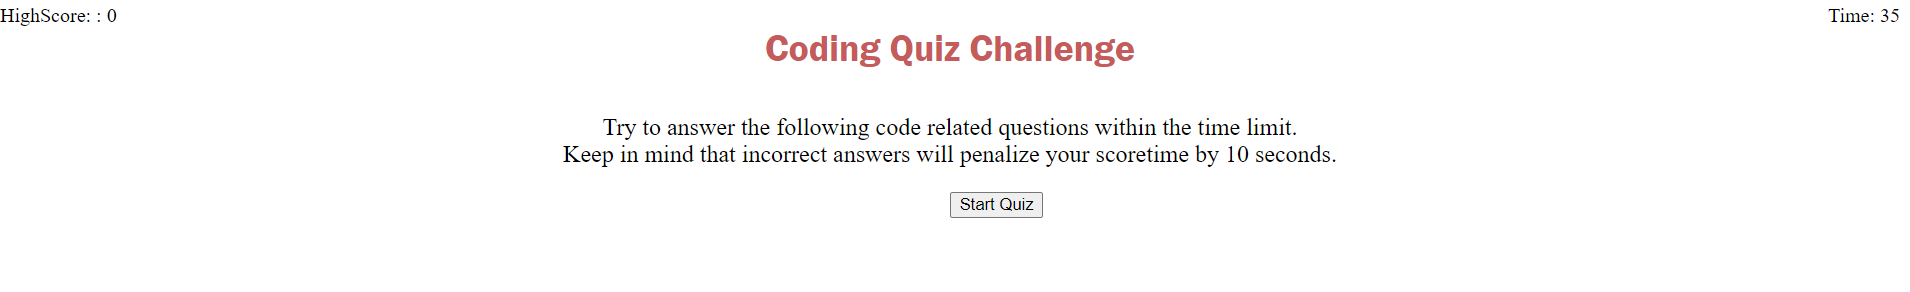 HighScore: : 0
Time: 35
Coding Quiz Challenge
Try to answer the following code related questions within the time limit.
Keep in mind that incorrect answers will penalize your scoretime by 10 seconds.
Start Quiz